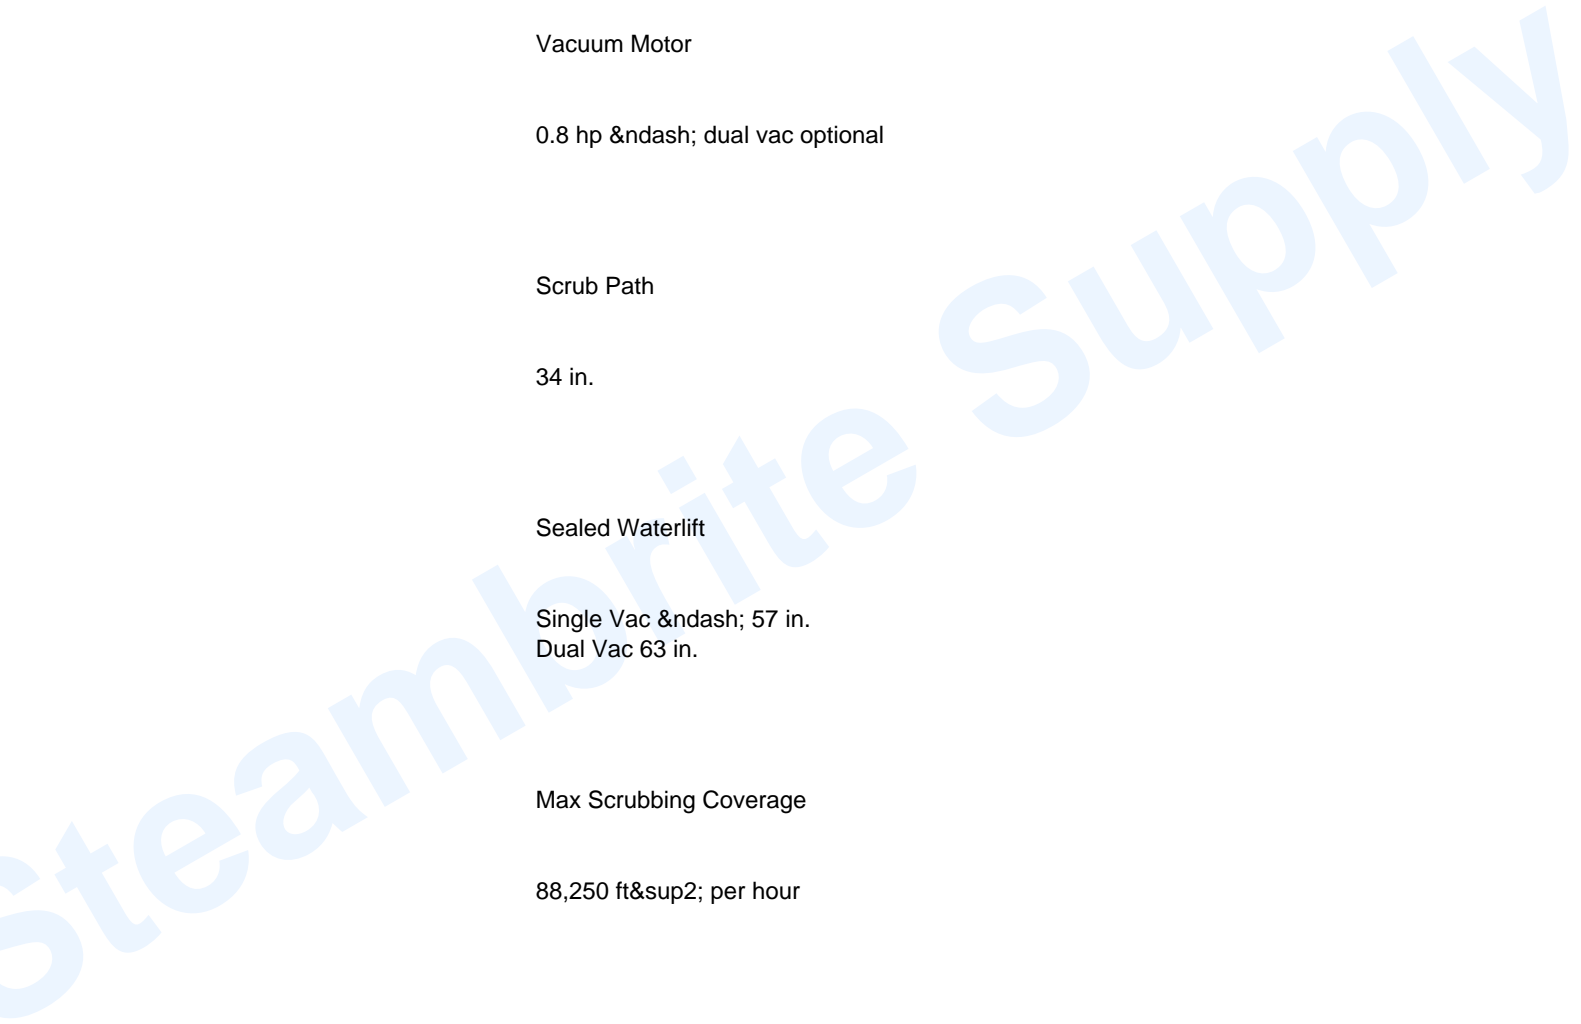 Vacuum Motor
0.8 hp &ndash; dual vac optional
Scrub Path
34 in.
Sealed Waterlift
Single Vac &ndash; 57 in.
Dual Vac 63 in.
Max Scrubbing Coverage
88,250 ft&sup2; per hour
Steambrite Supply